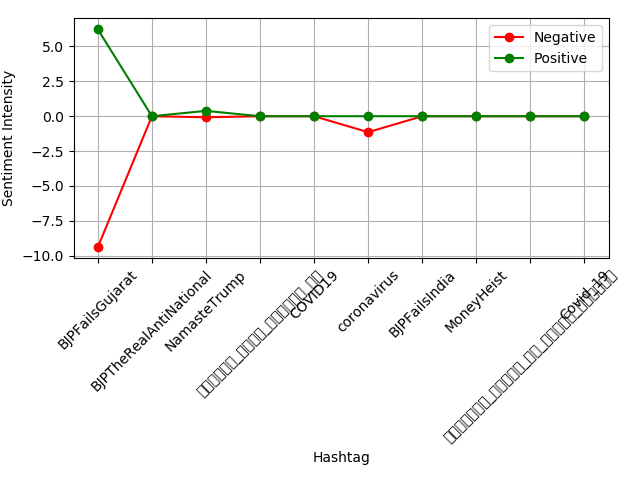 Negative
Positive
Sentiment Intensity
5.0
2.5
0.0
−2.5
−5.0
−7.5
−10.0
BJPFailsGujarat
BJPTheRealAntiNational
NamasteTrump
COVID19
coronavirus
BJPFailsIndia
MoneyHeist
Covid_19
Hashtag